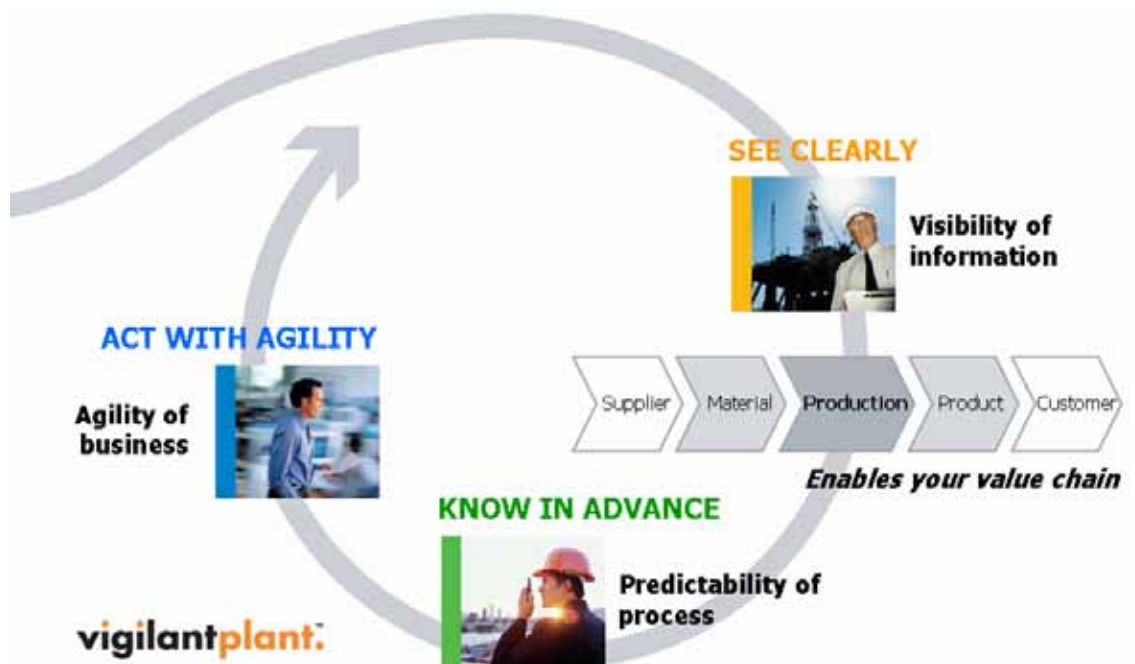 SEE CLEARLY
Visibility of
information
ACT WITH AGILITY
Agility of
business
Supplier
Material
Production
Product
Customer
Enables your value chain
KNOW IN ADVANCE
Predictability of
process
vigilantplant.™